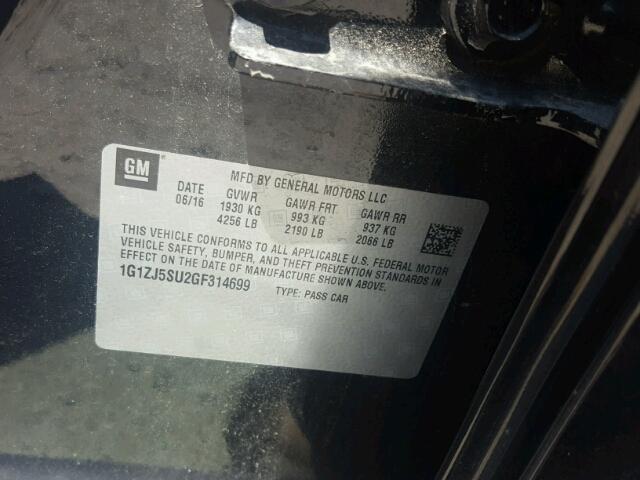 GM ®
MFD BY GENERAL MOTORS LLC
DATE GVWR GAWR FRT GAWR RR
06/16 1930 KG 993 KG 937 KG
4256 LB 2190 LB 2066 LB
THIS VEHICLE CONFORMS TO ALL APPLICABLE U.S. FEDERAL MOTOR
VEHICLE SAFETY, BUMPER, AND THEFT PREVENTION STANDARDS IN
EFFECT ON THE DATE OF MANUFACTURE SHOWN ABOVE.
1G1ZJ5SU2GF314699 TYPE: PASS CAR